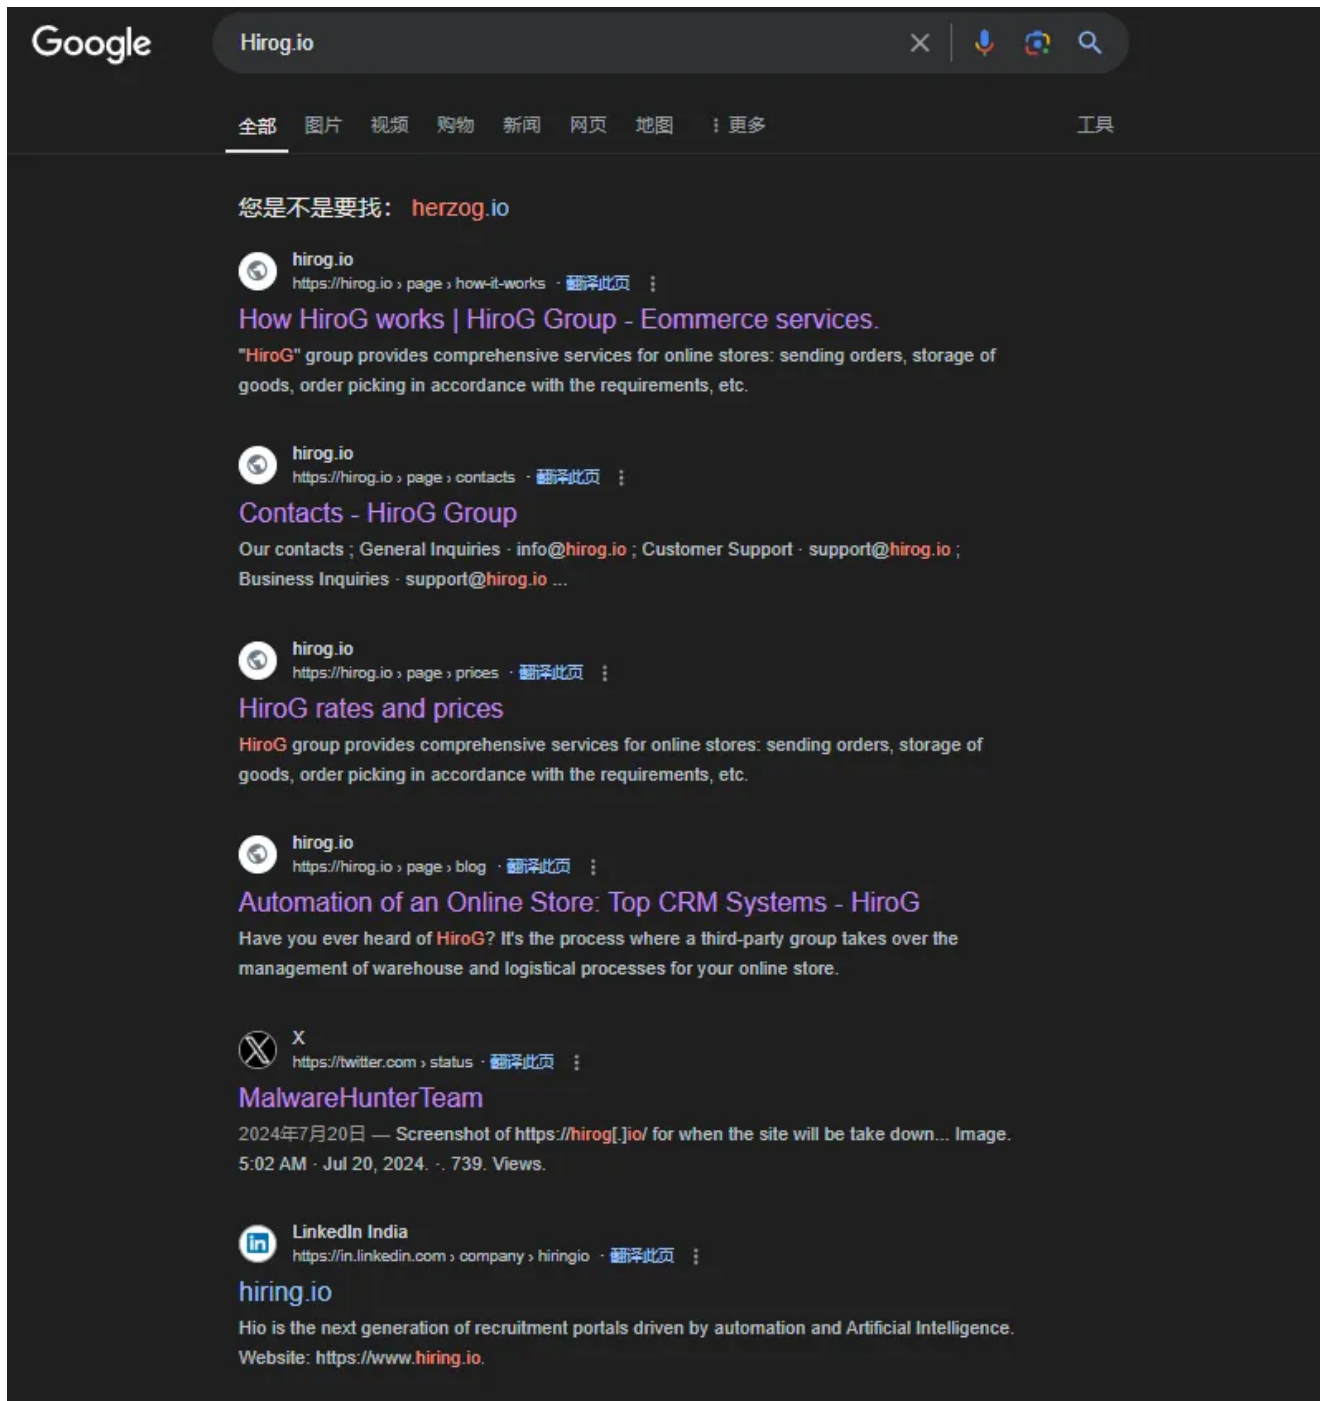 Google
Hirog.io
全部 图片 视频 购物 新闻 网页 地图 更多 工具
您是不是要找： herzog.io
hirog.io
https://hirog.io › page › how-it-works · 翻译此页
How HiroG works | HiroG Group - Eommerce services.
"HiroG" group provides comprehensive services for online stores: sending orders, storage of
goods, order picking in accordance with the requirements, etc.
hirog.io
https://hirog.io › page › contacts · 翻译此页
Contacts - HiroG Group
Our contacts ; General Inquiries · info@hirog.io ; Customer Support · support@hirog.io ;
Business Inquiries · support@hirog.io ...
hirog.io
https://hirog.io › page › prices · 翻译此页
HiroG rates and prices
HiroG group provides comprehensive services for online stores: sending orders, storage of
goods, order picking in accordance with the requirements, etc.
hirog.io
https://hirog.io › page › blog · 翻译此页
Automation of an Online Store: Top CRM Systems - HiroG
Have you ever heard of HiroG? It's the process where a third-party group takes over the
management of warehouse and logistical processes for your online store.
X
https://twitter.com › status · 翻译此页
MalwareHunterTeam
2024年7月20日 — Screenshot of https://hirog[.]io/ for when the site will be take down... Image.
5:02 AM · Jul 20, 2024. ·. 739. Views.
LinkedIn India
https://in.linkedin.com › company › hiringio · 翻译此页
hiring.io
Hio is the next generation of recruitment portals driven by automation and Artificial Intelligence.
Website: https://www.hiring.io.